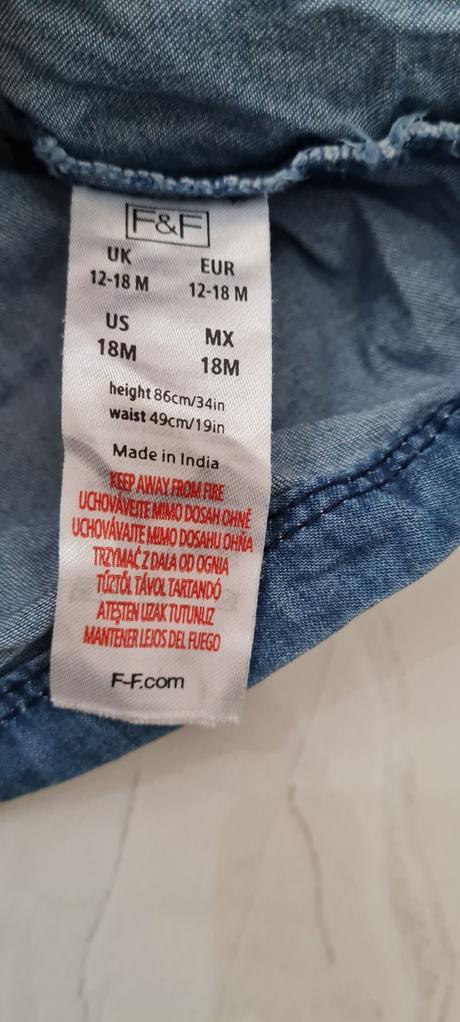 F&F
UK EUR
12-18 M 12-18 M
US MX
18M 18M
height 86cm/34in
waist 49cm/19in
Made in India
KEEP AWAY FROM FIRE
UCHOVÁVEJTE MIMO DOSAH OHNĚ
UCHOVÁVAJTE MIMO DOSAHU OHŇA
TRZYMAĆ Z DALA OD OGNIA
TŰZTŐL TÁVOL TARTANDÓ
ATEŞTEN UZAK TUTUNUZ
MANTENER LEJOS DEL FUEGO
F-F.com